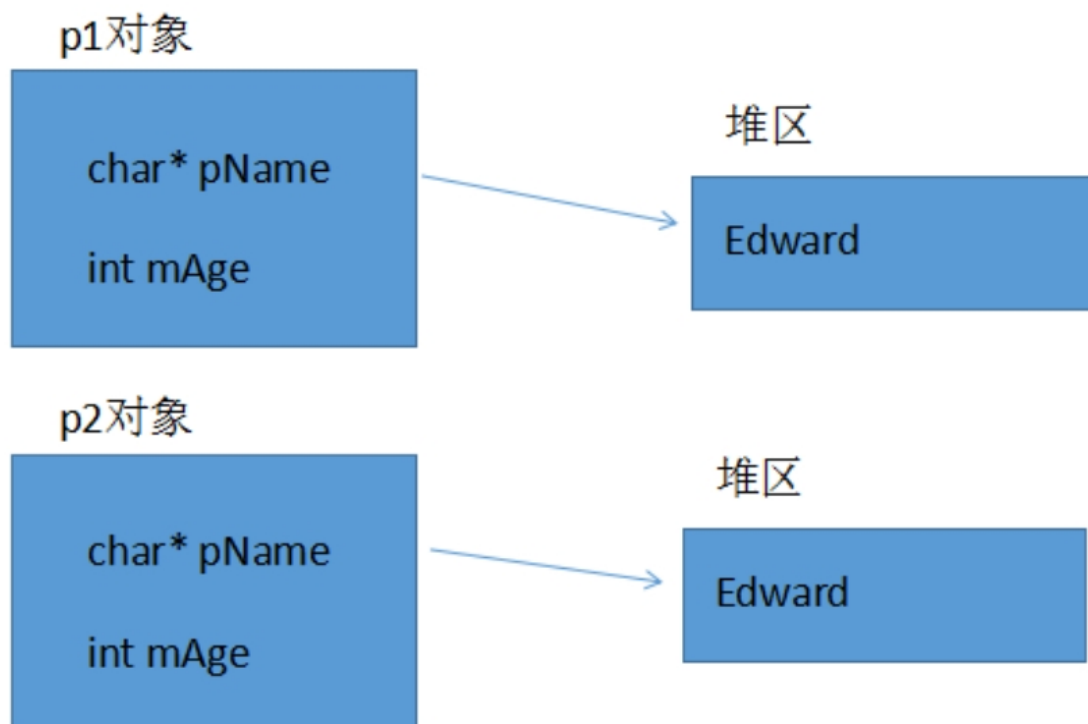 p1对象
char* pName
int mAge
堆区
Edward
p2对象
char* pName
int mAge
堆区
Edward